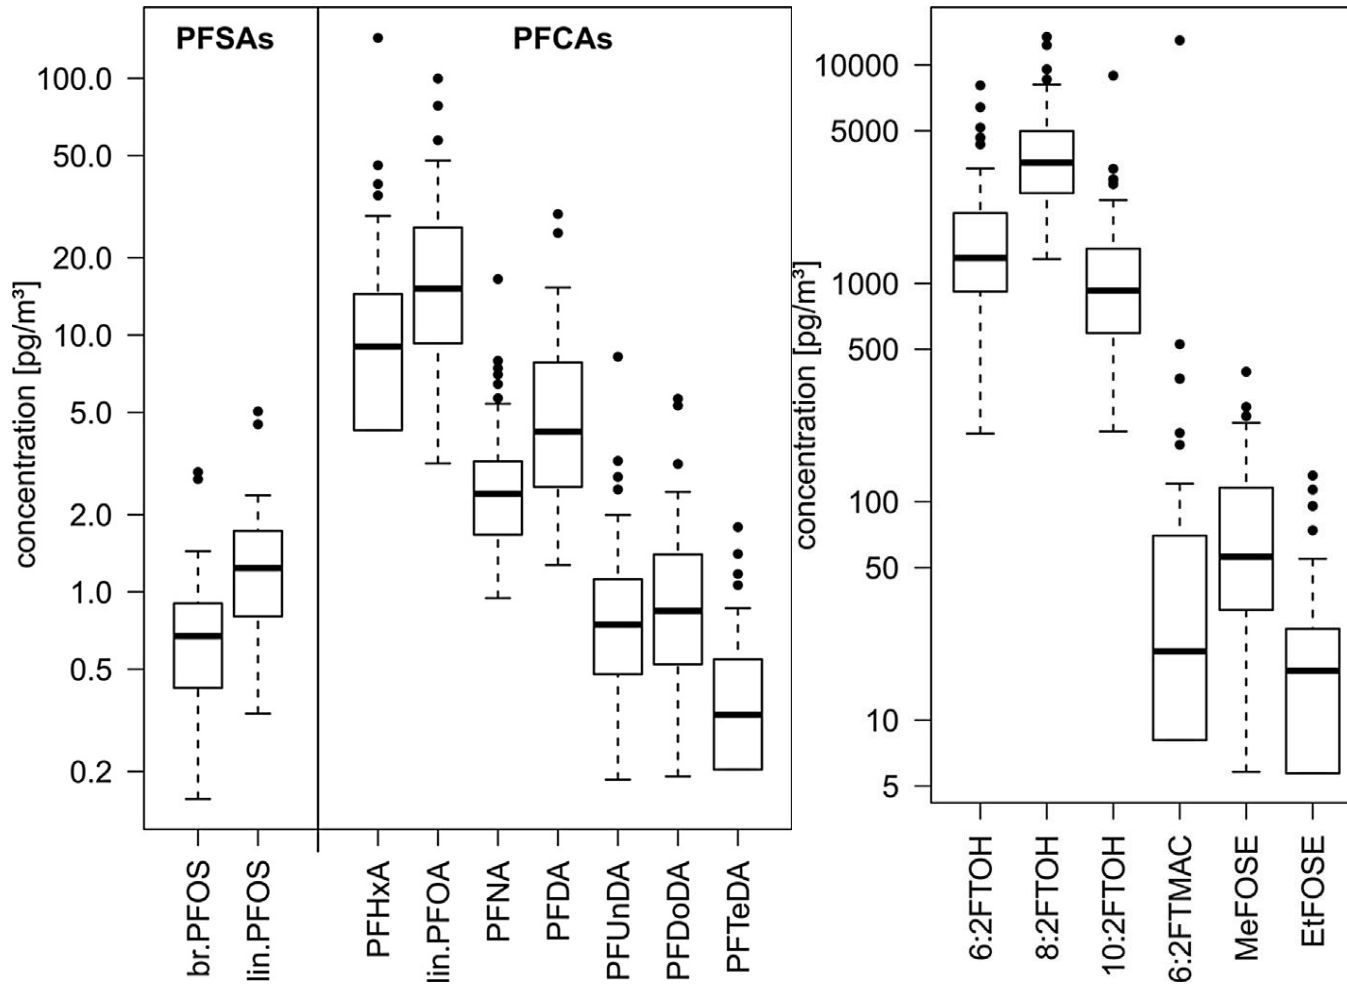 PFSAs
PFCAs
concentration [pg/m³]
100.0
50.0
20.0
10.0
5.0
2.0
1.0
0.5
0.2
br.PFOS
lin.PFOS
PFHxA
lin.PFOA
PFNA
PFDA
PFUnDA
PFDoDA
PFTeDA
concentration [pg/m³]
10000
5000
1000
500
100
50
10
5
6:2FTOH
8:2FTOH
10:2FTOH
6:2FTMAC
MeFOSE
EtFOSE